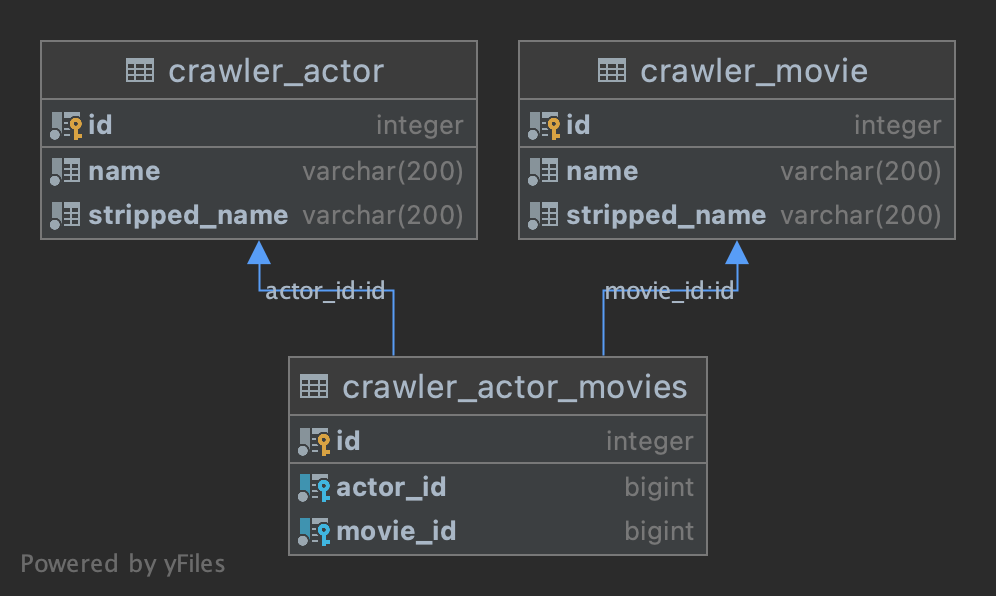 crawler_actor
id integer
name varchar(200)
stripped_name varchar(200)
crawler_movie
id integer
name varchar(200)
stripped_name varchar(200)
actor_id:id
movie_id:id
crawler_actor_movies
id integer
actor_id bigint
movie_id bigint
Powered by yFiles